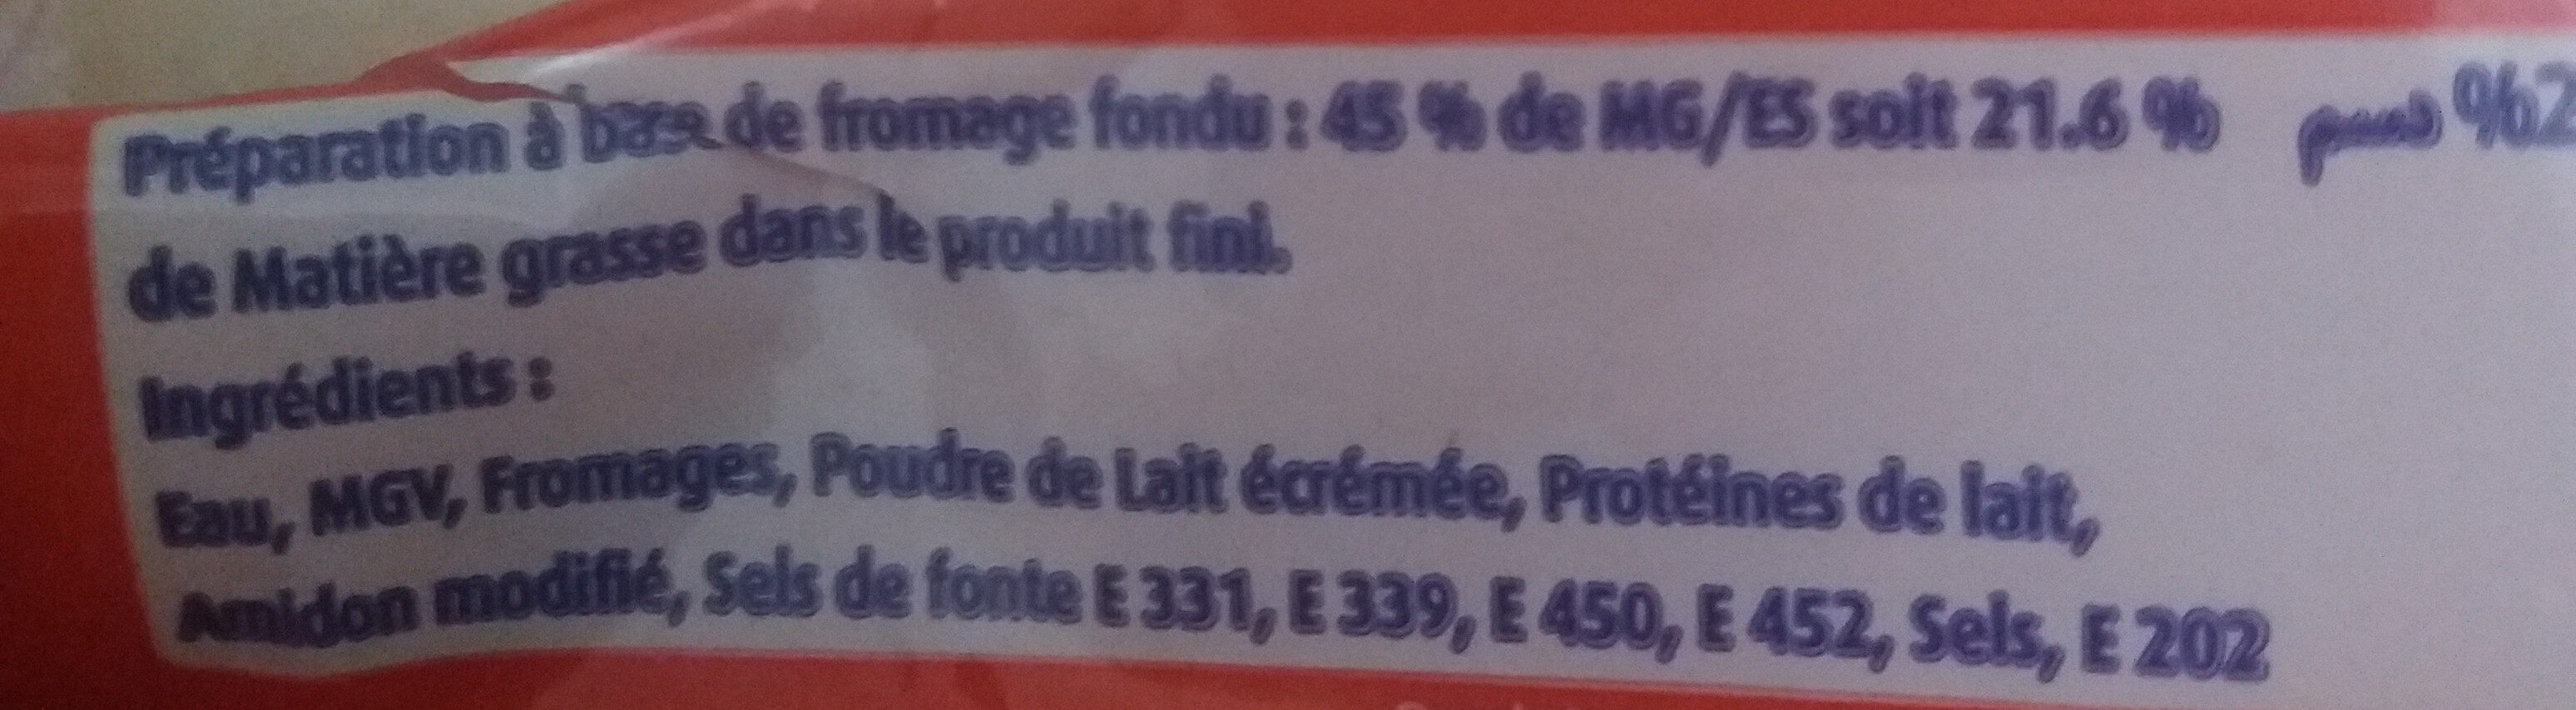 Préparation à base de fromage fondu : 45 % de MG/ES soit 21.6 % دسم %2
de Matière grasse dans le produit fini.
Ingrédients :
Eau, MGV, Fromages, Poudre de Lait écrémée, Protéines de lait,
Amidon modifié, Sels de fonte E 331, E 339, E 450, E 452, Sels, E 202